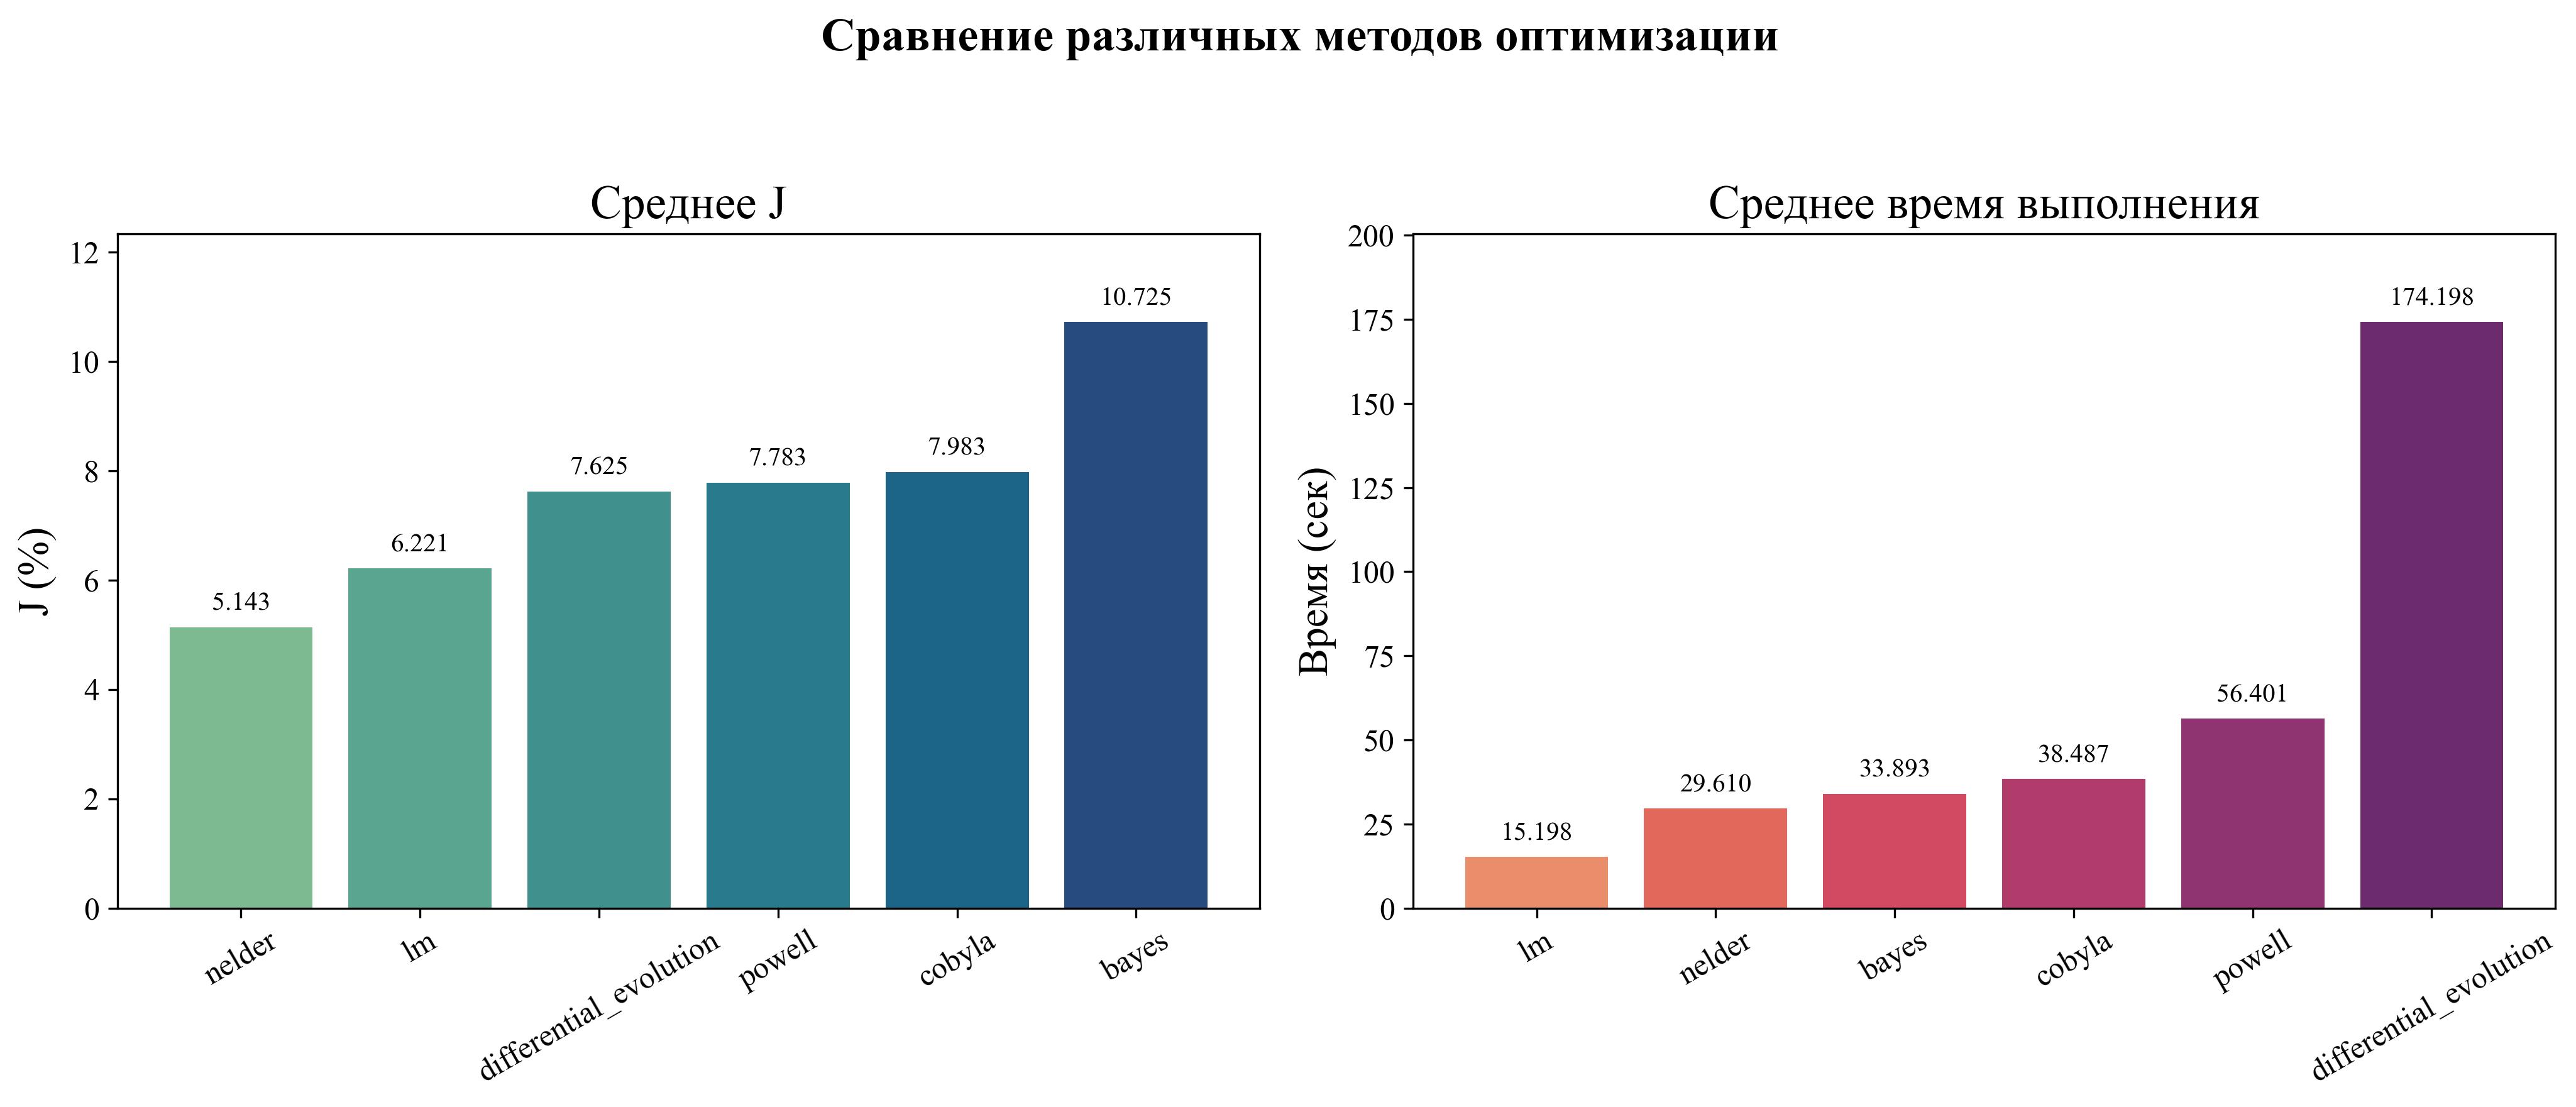 Сравнение различных методов оптимизации
Среднее J
J (%)
12
10
8
6
4
2
0
5.143
6.221
7.625
7.783
7.983
10.725
nelder
lm
differential_evolution
powell
cobyla
bayes
Среднее время выполнения
Время (сек)
200
175
150
125
100
75
50
25
0
15.198
29.610
33.893
38.487
56.401
174.198
lm
nelder
bayes
cobyla
powell
differential_evolution